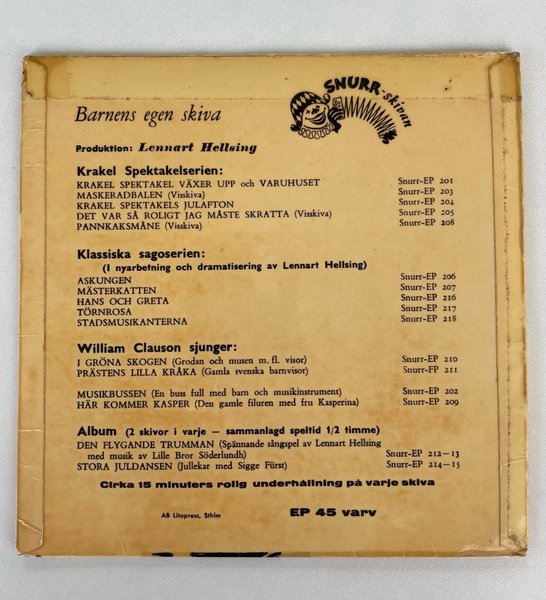 SNURR-skivan
Barnens egen skiva
Produktion: Lennart Hellsing
Krakel Spektakelserien:
KRAKEL SPEKTAKEL VÄXER UPP och VARUHUSET Snurr-EP 201
MASKERADBALEN (Visskiva) Snurr-EP 203
KRAKEL SPEKTAKELS JULAFTON Snurr-EP 204
DET VAR SÅ ROLIGT JAG MÅSTE SKRATTA (Visskiva) Snurr-EP 205
PANNKAKSMÅNE (Visskiva) Snurr-EP 208
Klassiska sagoserien:
(I nyarbetning och dramatisering av Lennart Hellsing)
ASKUNGEN Snurr-EP 206
MÄSTERKATTEN Snurr-EP 207
HANS OCH GRETA Snurr-EP 216
TÖRNROSA Snurr-EP 217
STADSMUSIKANTERNA Snurr-EP 218
William Clauson sjunger:
I GRÖNA SKOGEN (Grodan och musen m. fl. visor) Snurr-EP 210
PRÄSTENS LILLA KRÅKA (Gamla svenska barnvisor) Snurr-FP 211
MUSIKBUSSEN (En buss full med barn och musikinstrument) Snurr-EP 202
HÄR KOMMER KASPER (Den gamle filuren med fru Kasperina) Snurr-EP 209
Album (2 skivor i varje — sammanlagd speltid 1/2 timme)
DEN FLYGANDE TRUMMAN (Spännande sångspel av Lennart Hellsing
med musik av Lille Bror Söderlundh) Snurr-EP 212—13
STORA JULDANSEN (Jullekar med Sigge Fürst) Snurr-EP 214—15
Cirka 15 minuters rolig underhållning på varje skiva
AB Litopress, Sthlm EP 45 varv